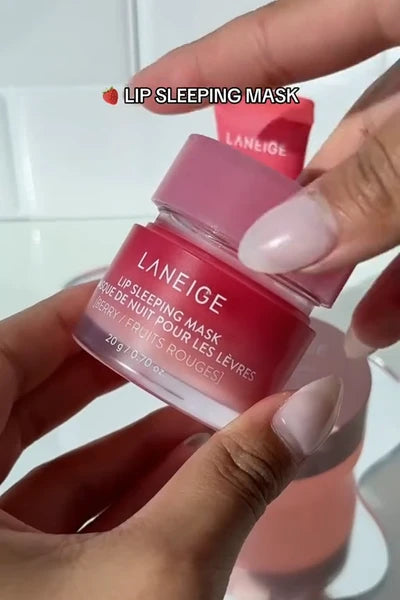 🍓 LIP SLEEPING MASK
LANEIGE
LANEIGE
LIP SLEEPING MASK
SQUE DE NUIT POUR LES LÈVRES
[BERRY / FRUITS ROUGES]
20 g / 0.70 oz.